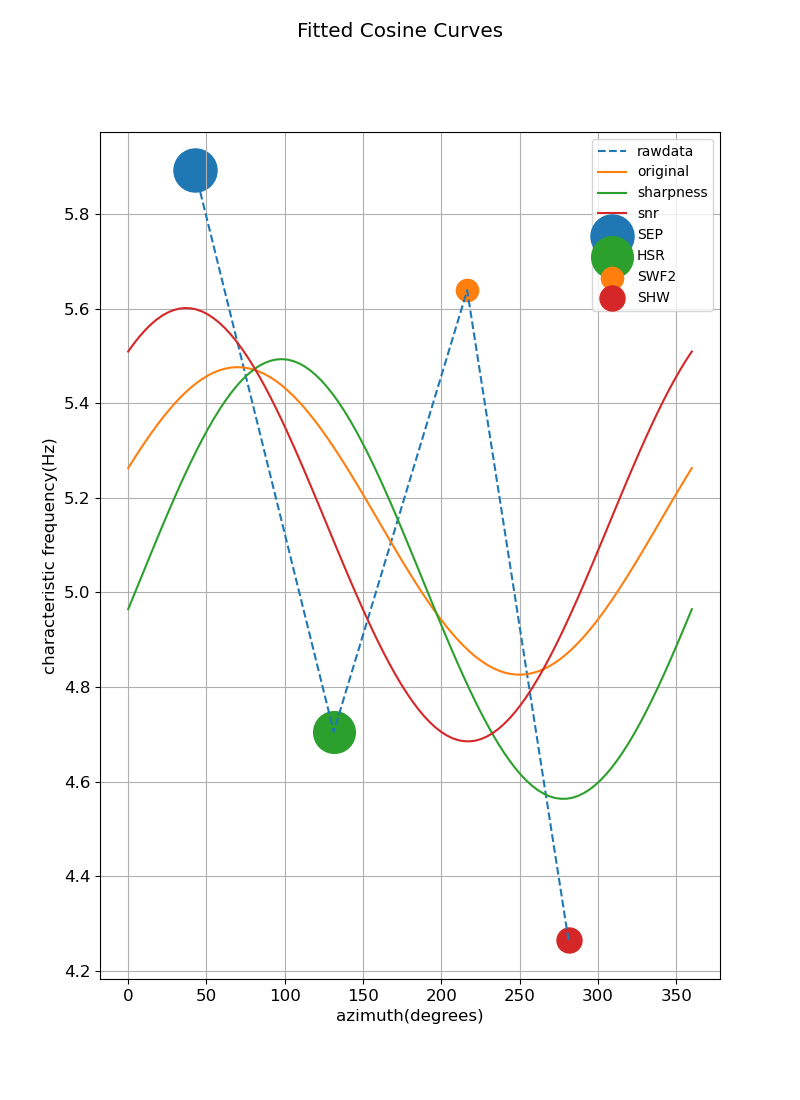 Fitted Cosine Curves
rawdata
original
sharpness
snr
SEP
HSR
SWF2
SHW
characteristic frequency(Hz)
5.8
5.6
5.4
5.2
5.0
4.8
4.6
4.4
4.2
0 50 100 150 200 250 300 350
azimuth(degrees)